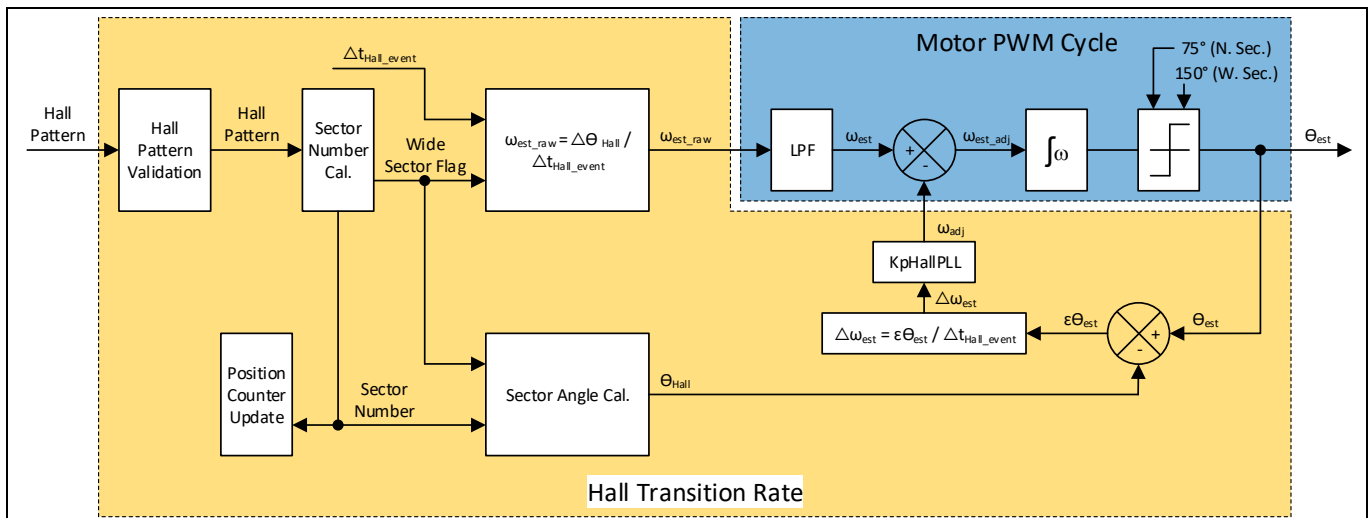 Motor PWM Cycle
75° (N. Sec.)
150° (W. Sec.)
△tHall_event
Hall
Pattern
Hall
Pattern
Validation
Hall
Pattern
Sector
Number
Cal.
Wide
Sector Flag
ωest_raw = △ΘHall /
△tHall_event
ωest_raw
LPF
ωest
+
-
ωest_adj
∫ω
Θest
ωadj
KpHallPLL
△ωest
△ωest = εΘest / △tHall_event
εΘest
+
-
Θest
Position
Counter
Update
Sector
Number
Sector Angle Cal.
ΘHall
Hall Transition Rate